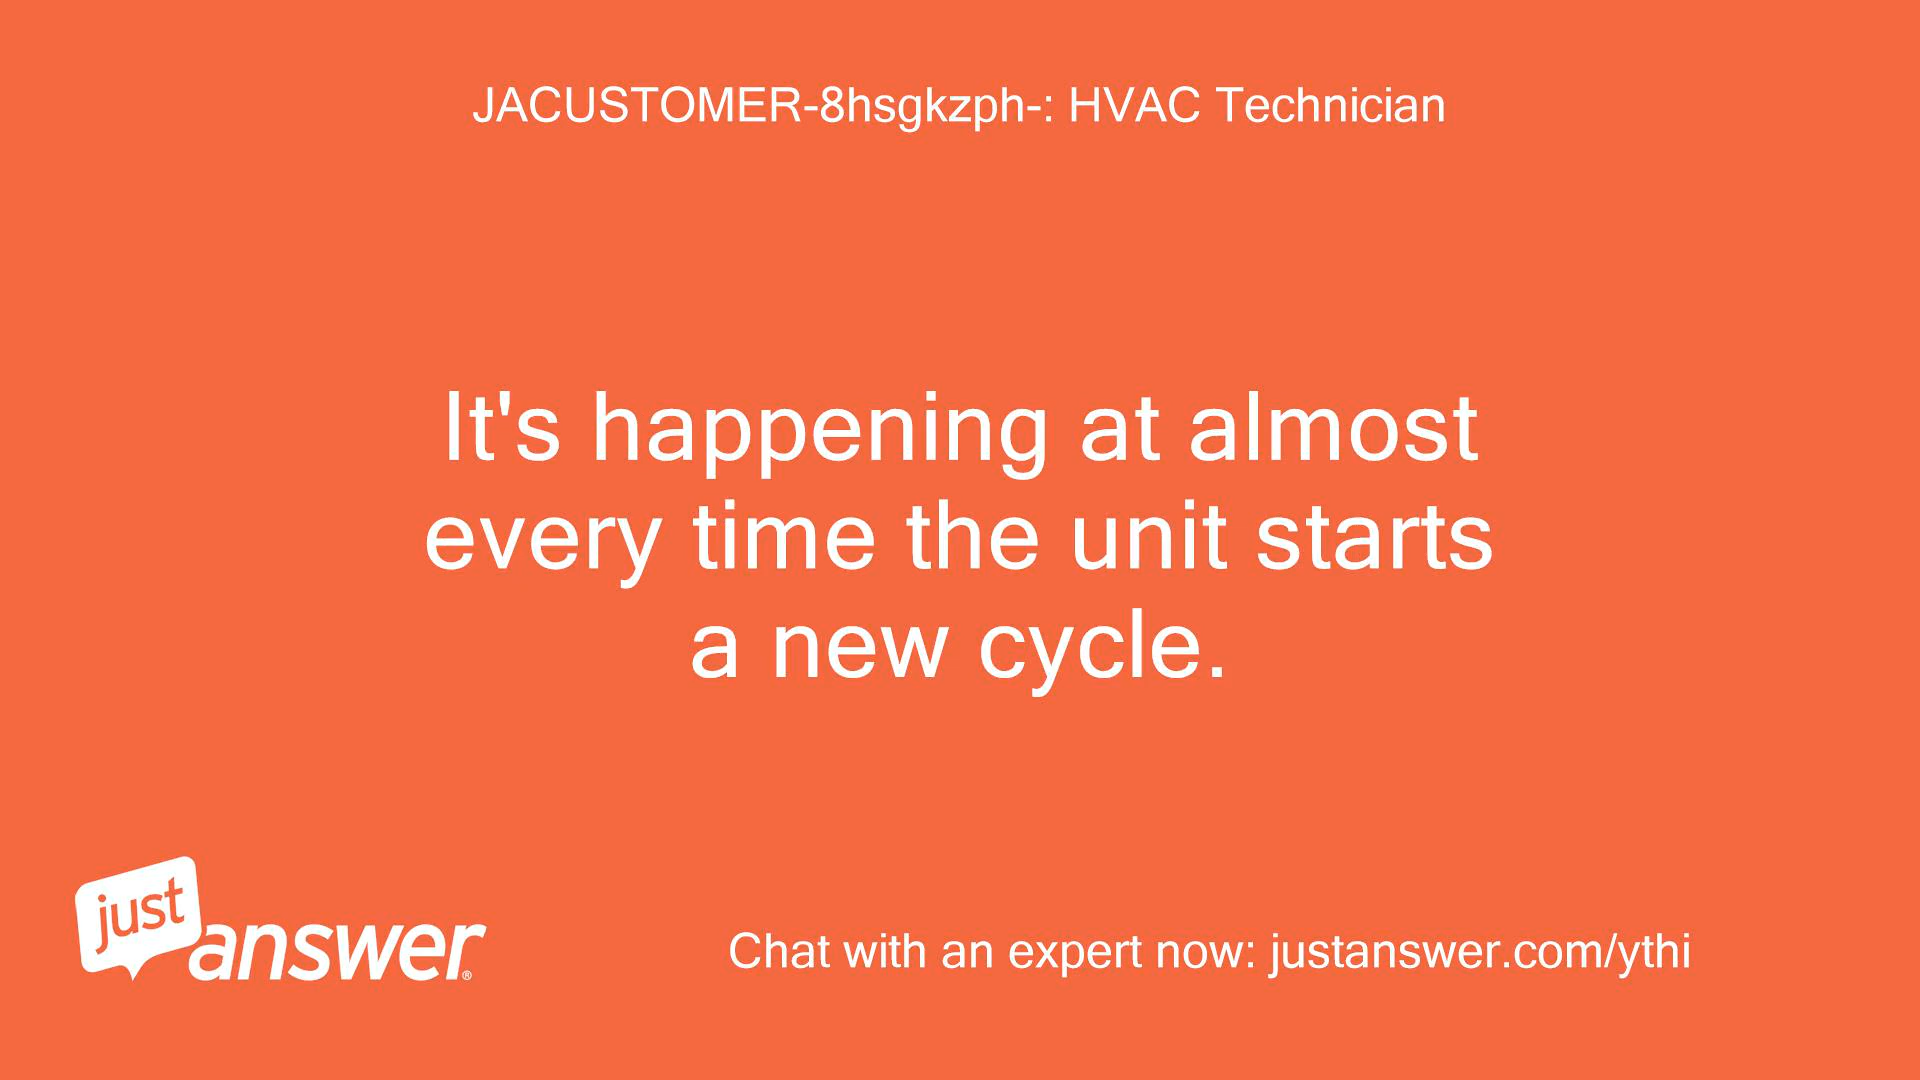 JACUSTOMER-8hsgkzph-: HVAC Technician
It's happening at almost
every time the unit starts
a new cycle.
just
answer®
Chat with an expert now: justanswer.com/ythi